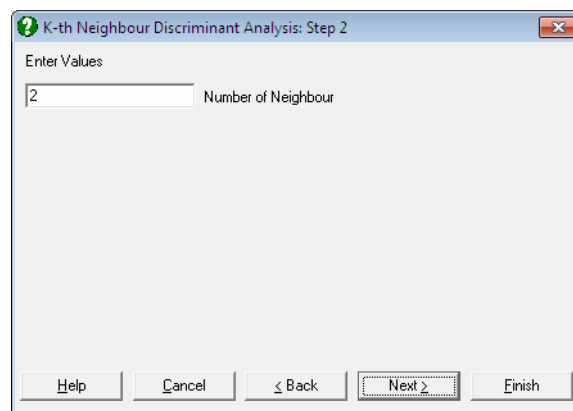 K-th Neighbour Discriminant Analysis: Step 2
Enter Values
2 Number of Neighbour
Help Cancel < Back Next > Finish